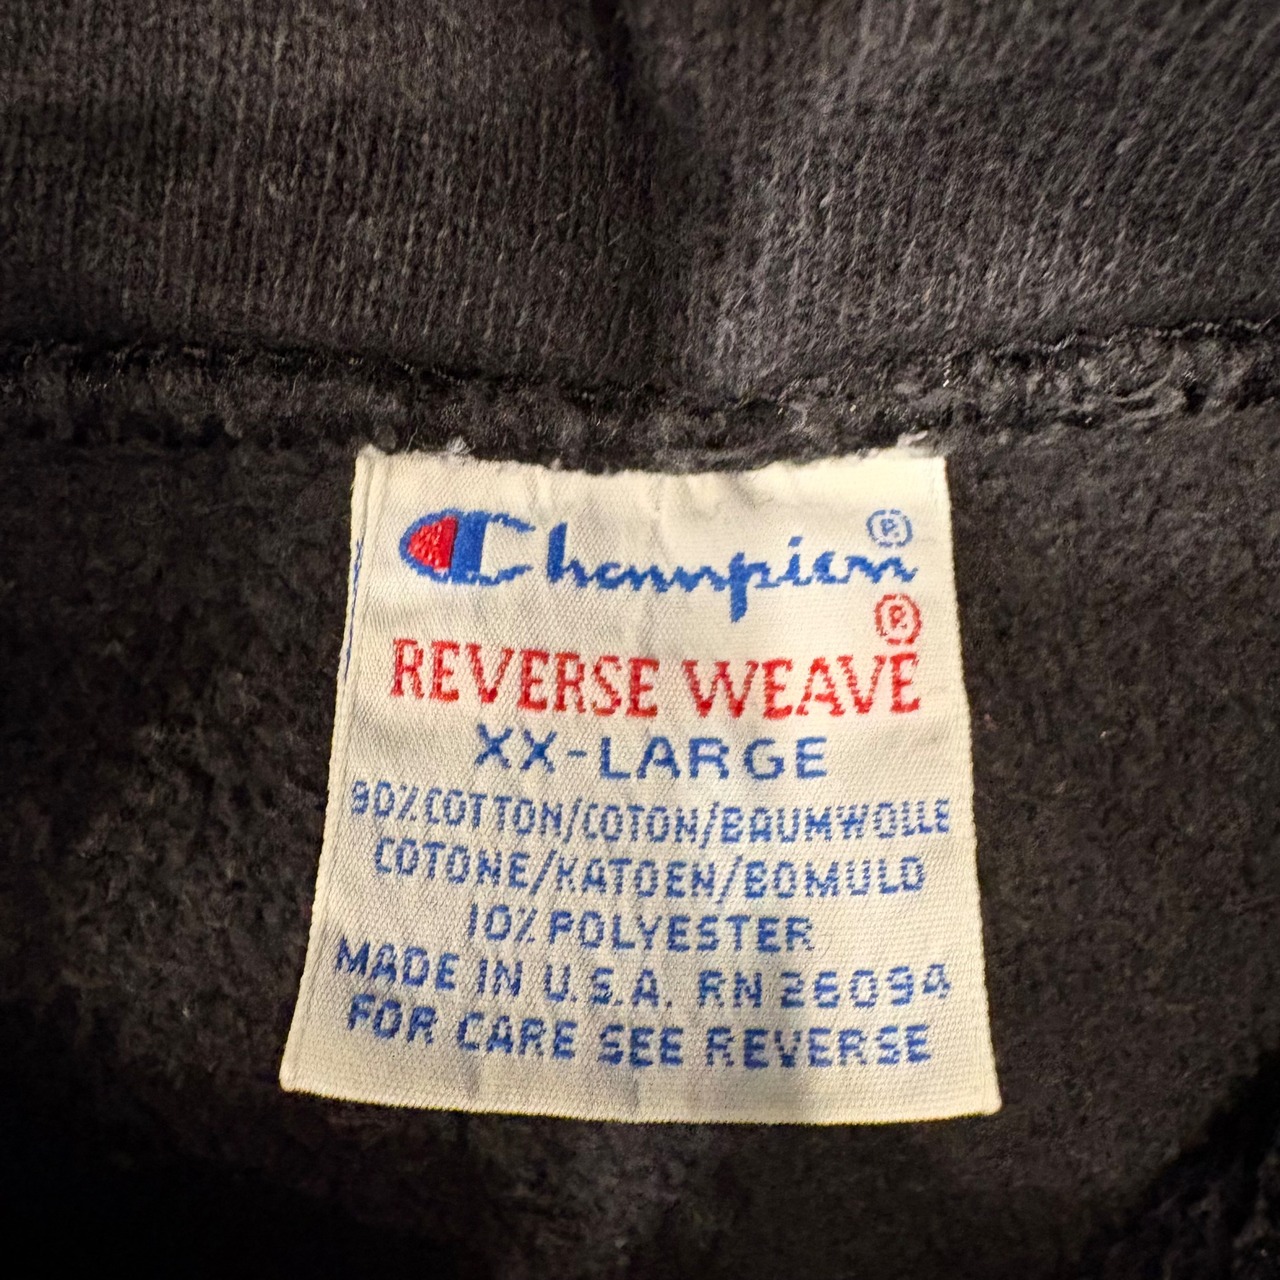 Champion®
®
REVERSE WEAVE
XX-LARGE
90% COTTON/COTON/BAUMWOLLE
COTONE/KATOEN/BOMULD
10% POLYESTER
MADE IN U.S.A. RN 26094
FOR CARE SEE REVERSE